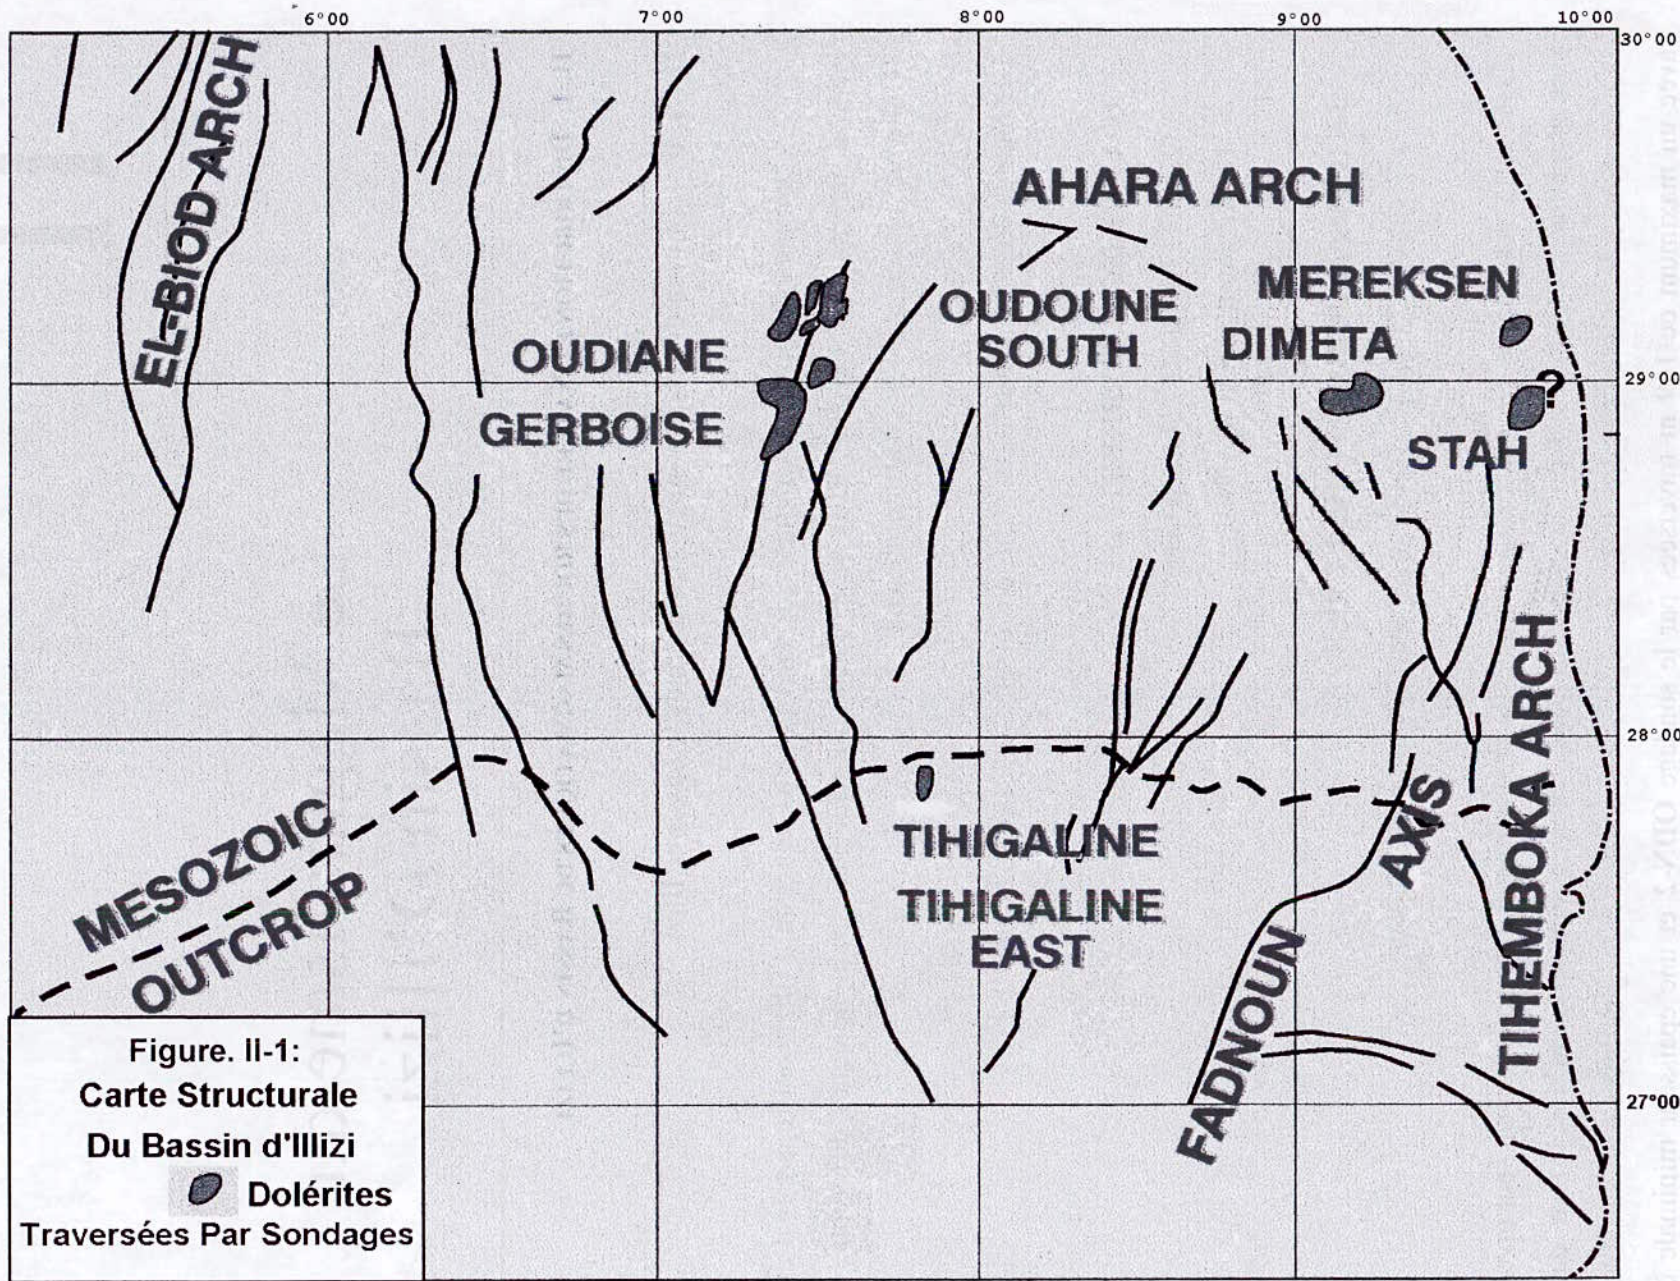 6°00
7°00
8°00
9°00
10°00
30°00
EL-BIOD ARCH
AHARA ARCH
MEREKSEN
OUDOUNE
SOUTH
DIMETA
OUDIANE
29°00
?
GERBOISE
STAH
28°00
TIHEMBOKA ARCH
AXIS
MESOZOIC
OUTCROP
TIHIGALINE
TIHIGALINE
EAST
FADNOUN
27°00
Figure. II-1:
Carte Structurale
Du Bassin d'Illizi
Dolérites
Traversées Par Sondages